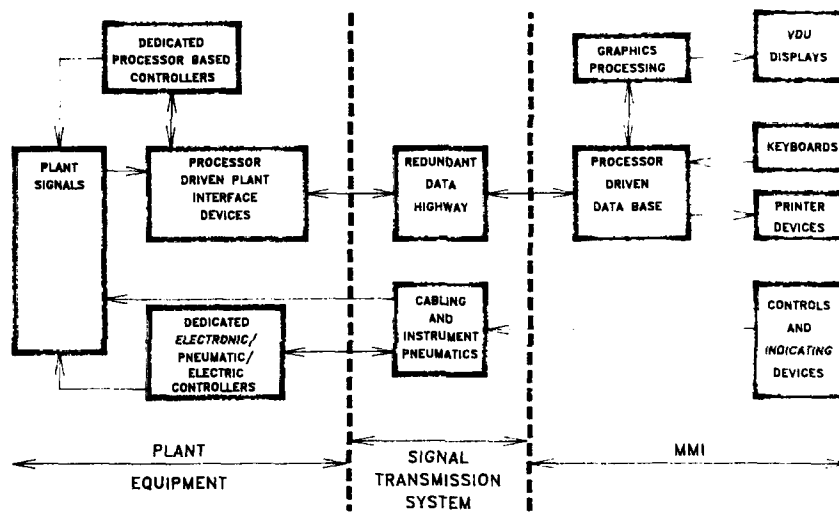 DEDICATED
PROCESSOR BASED
CONTROLLERS
GRAPHICS
PROCESSING
VDU
DISPLAYS
PLANT
SIGNALS
PROCESSOR
DRIVEN PLANT
INTERFACE
DEVICES
REDUNDANT
DATA
HIGHWAY
PROCESSOR
DRIVEN
DATA BASE
KEYBOARDS
PRINTER
DEVICES
DEDICATED
ELECTRONIC/
PNEUMATIC/
ELECTRIC
CONTROLLERS
CABLING
AND
INSTRUMENT
PNEUMATICS
CONTROLS
AND
INDICATING
DEVICES
PLANT
EQUIPMENT
SIGNAL
TRANSMISSION
SYSTEM
MMI